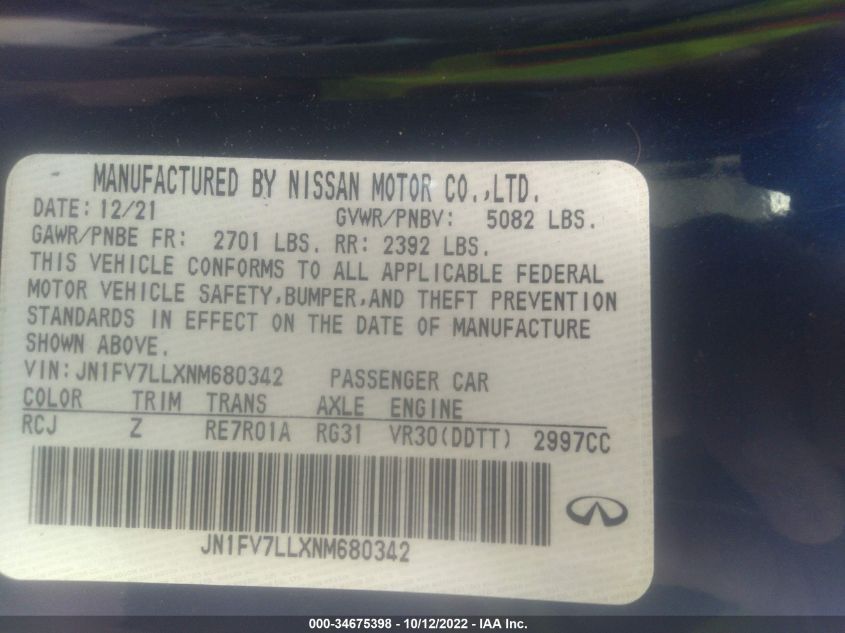 MANUFACTURED BY NISSAN MOTOR CO.,LTD.
DATE: 12/21 GVWR/PNBV: 5082 LBS.
GAWR/PNBE FR: 2701 LBS. RR: 2392 LBS.
THIS VEHICLE CONFORMS TO ALL APPLICABLE FEDERAL
MOTOR VEHICLE SAFETY,BUMPER,AND THEFT PREVENTION
STANDARDS IN EFFECT ON THE DATE OF MANUFACTURE
SHOWN ABOVE.
VIN: JN1FV7LLXNM680342 PASSENGER CAR
COLOR TRIM TRANS AXLE ENGINE
RCJ Z RE7R01A RG31 VR30(DDTT) 2997CC
JN1FV7LLXNM680342
000-34675398 - 10/12/2022 - IAA Inc.